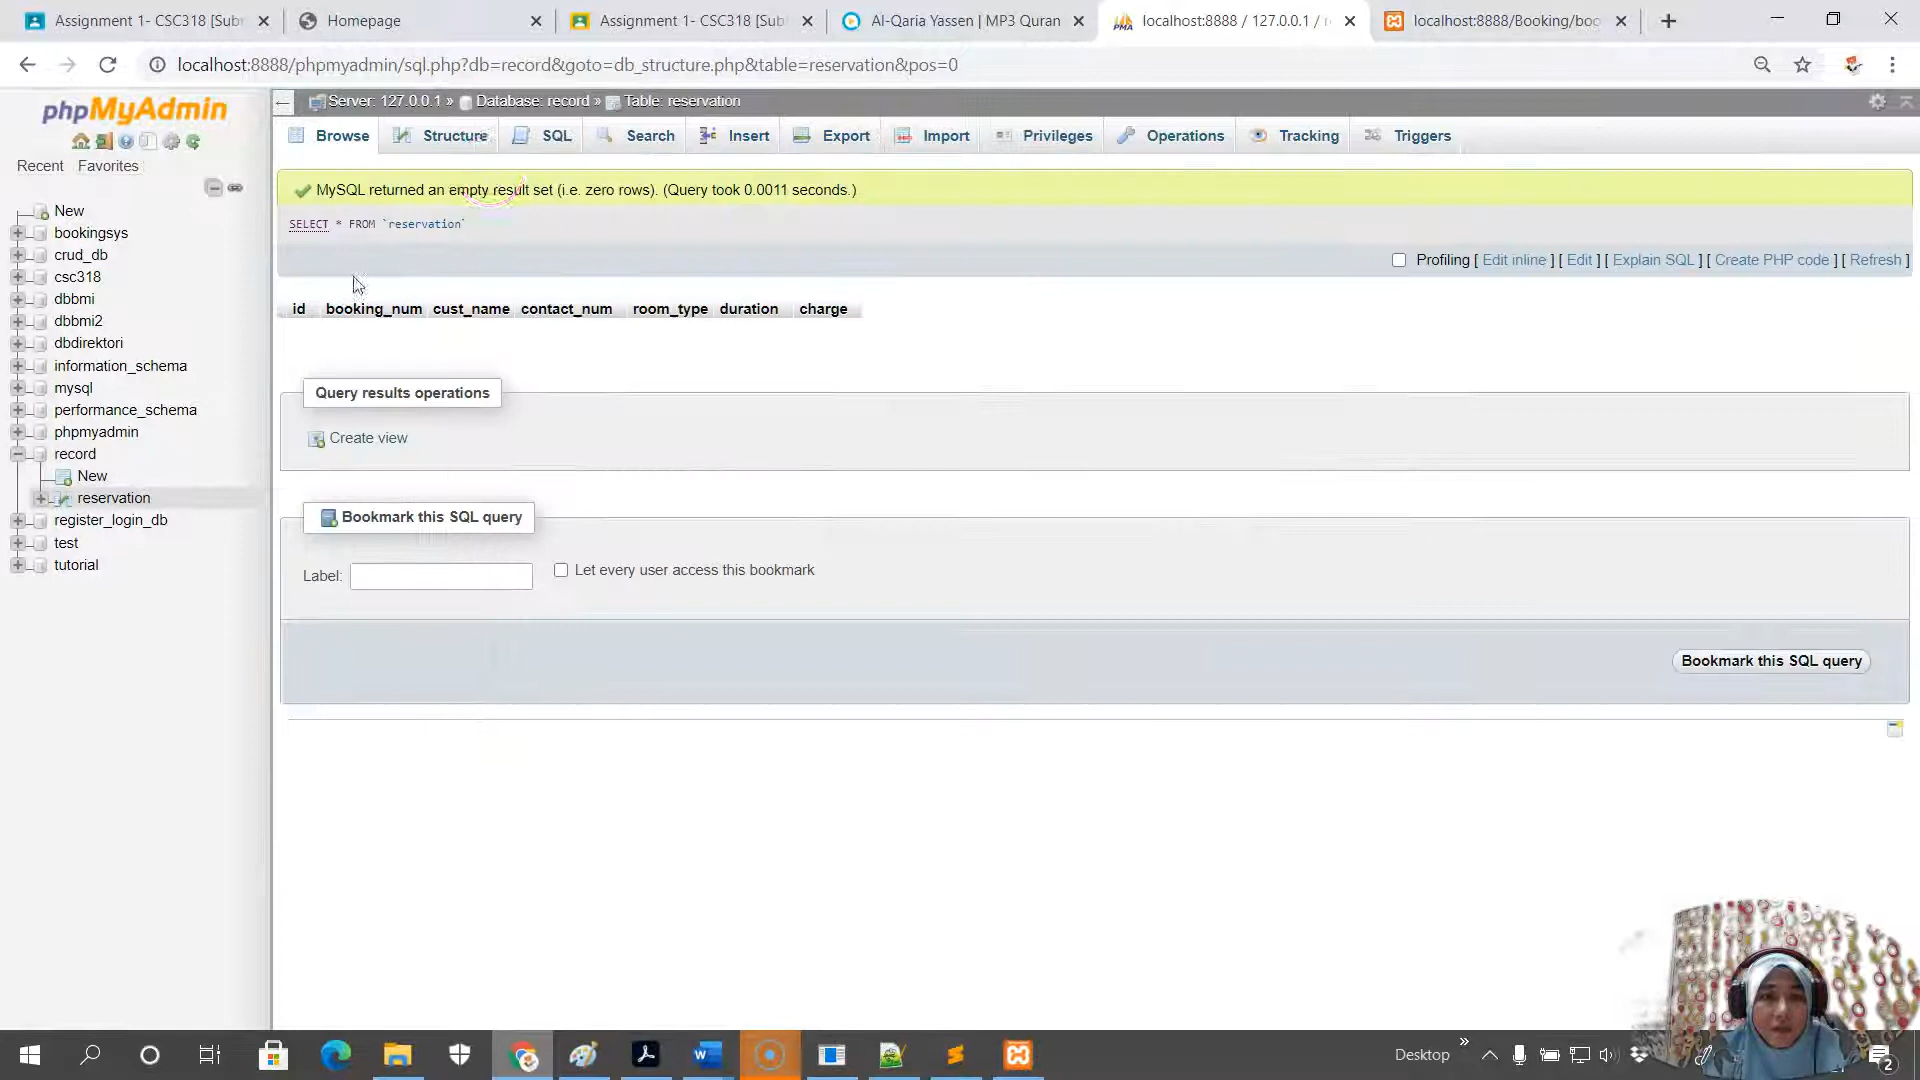 Assignment 1- CSC318 [Sub
Homepage
Assignment 1- CSC318 [Sub
Al-Qaria Yassen | MP3 Quran
localhost:8888 / 127.0.0.1 / r
localhost:8888/Booking/boo
localhost:8888/phpmyadmin/sql.php?db=record&goto=db_structure.php&table=reservation&pos=0
phpMyAdmin
Recent Favorites
New
bookingsys
crud_db
csc318
dbbmi
dbbmi2
dbdirektori
information_schema
mysql
performance_schema
phpmyadmin
record
New
reservation
register_login_db
test
tutorial
Server: 127.0.0.1 » Database: record » Table: reservation
Browse Structure SQL Search Insert Export Import Privileges Operations Tracking Triggers
MySQL returned an empty result set (i.e. zero rows). (Query took 0.0011 seconds.)
SELECT * FROM `reservation`
Profiling [ Edit inline ] [ Edit ] [ Explain SQL ] [ Create PHP code ] [ Refresh ]
id booking_num cust_name contact_num room_type duration charge
Query results operations
Create view
Bookmark this SQL query
Label:
Let every user access this bookmark
Bookmark this SQL query
Desktop
2